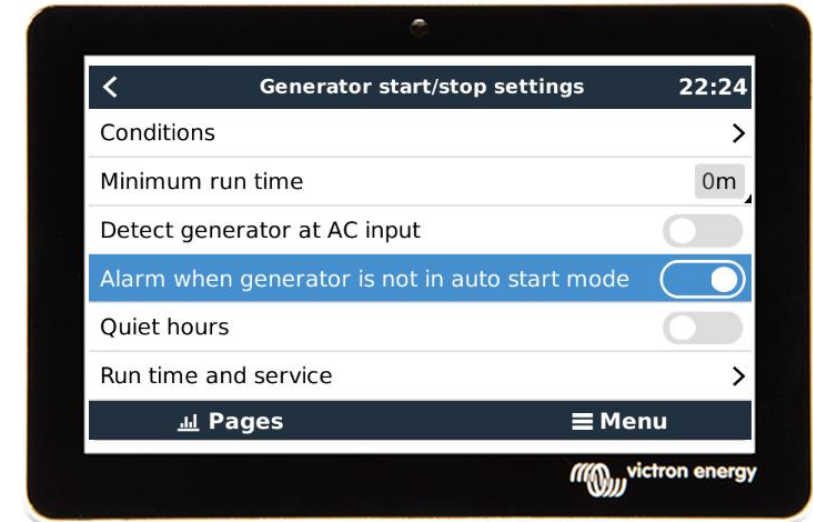 Generator start/stop settings 22:24
Conditions
Minimum run time 0m
Detect generator at AC input
Alarm when generator is not in auto start mode
Quiet hours
Run time and service
Pages Menu
victron energy